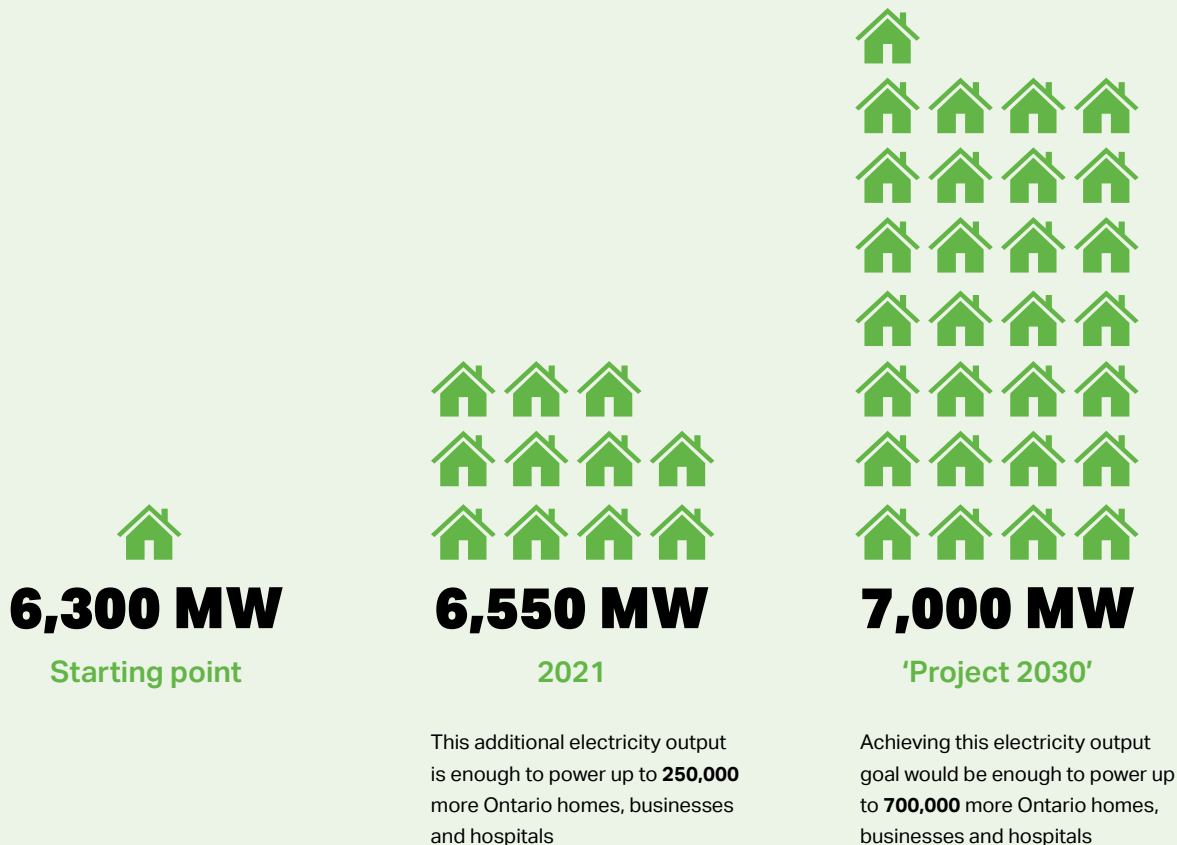 6,300 MW
Starting point
6,550 MW
2021
This additional electricity output
is enough to power up to 250,000
more Ontario homes, businesses
and hospitals
7,000 MW
‘Project 2030’
Achieving this electricity output
goal would be enough to power up
to 700,000 more Ontario homes,
businesses and hospitals